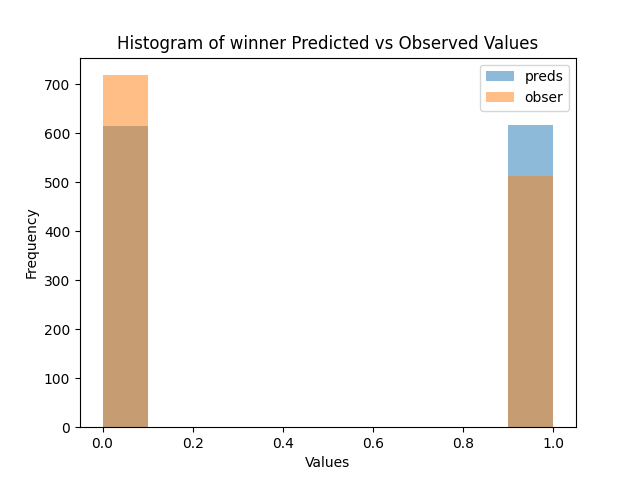 Histogram of winner Predicted vs Observed Values
preds
obser
700
600
500
400
300
200
100
0
Frequency
0.0 0.2 0.4 0.6 0.8 1.0
Values